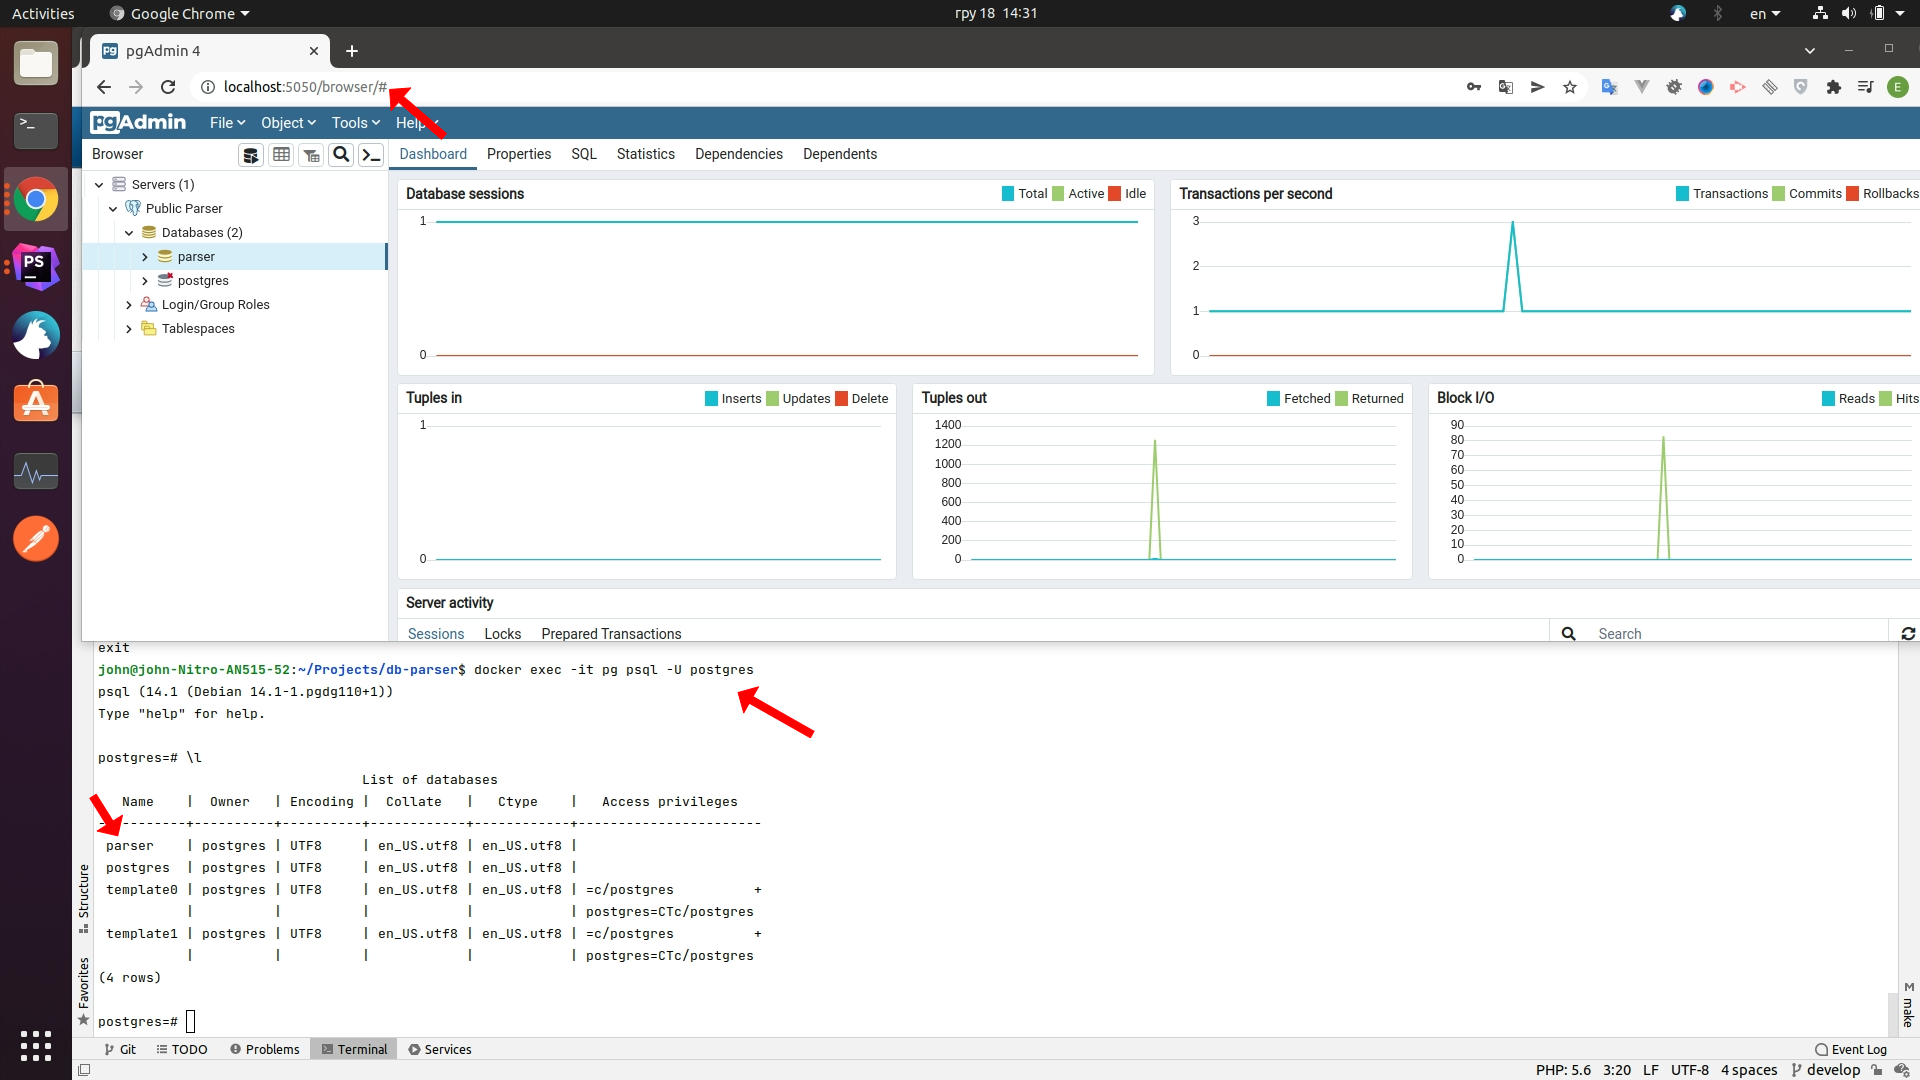 Activities
Google Chrome
гру 18 14:31
en
pgAdmin 4
localhost:5050/browser/#
E
pgAdmin
File
Object
Tools
Help
Browser
Dashboard
Properties
SQL
Statistics
Dependencies
Dependents
Servers (1)
Public Parser
Databases (2)
parser
postgres
Login/Group Roles
Tablespaces
Database sessions
Total Active Idle
1
0
Transactions per second
Transactions Commits Rollbacks
3
2
1
0
Tuples in
Inserts Updates Delete
1
0
Tuples out
Fetched Returned
1400
1200
1000
800
600
400
200
0
Block I/O
Reads Hits
90
80
70
60
50
40
30
20
10
0
Server activity
Sessions Locks Prepared Transactions
Search
exit
john@john-Nitro-AN515-52:~/Projects/db-parser$ docker exec -it pg psql -U postgres
psql (14.1 (Debian 14.1-1.pgdg110+1))
Type "help" for help.
postgres=# \l
List of databases
Name | Owner | Encoding | Collate | Ctype | Access privileges
-----------+----------+----------+------------+------------+-----------------------
parser | postgres | UTF8 | en_US.utf8 | en_US.utf8 |
postgres | postgres | UTF8 | en_US.utf8 | en_US.utf8 |
template0 | postgres | UTF8 | en_US.utf8 | en_US.utf8 | =c/postgres +
| | | | | postgres=CTc/postgres
template1 | postgres | UTF8 | en_US.utf8 | en_US.utf8 | =c/postgres +
| | | | | postgres=CTc/postgres
(4 rows)
postgres=#
Structure
Favorites
M make
Git
TODO
Problems
Terminal
Services
Event Log
PHP: 5.6 3:20 LF UTF-8 4 spaces develop
PS